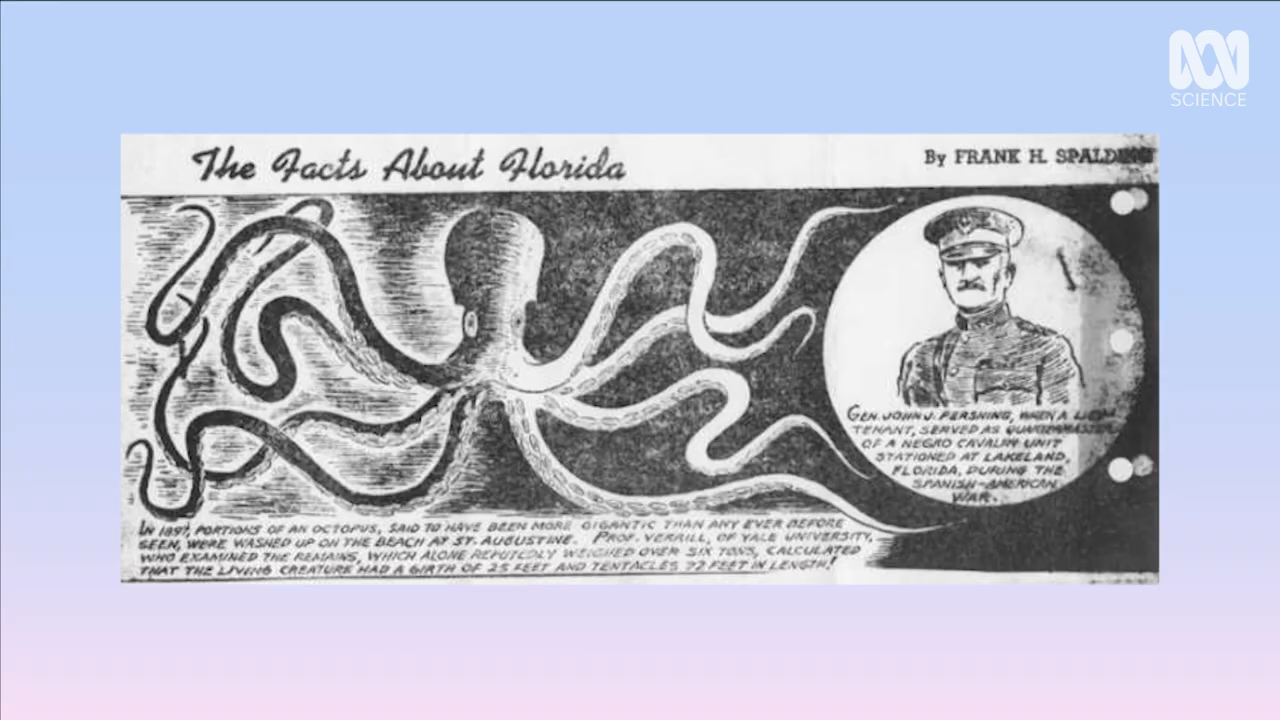 SCIENCE
The Facts About Florida
By FRANK H. SPALDING
GEN. JOHN J. PERSHING, WHEN A LIEU-
TENANT, SERVED AS QUARTERMASTER
OF A NEGRO CAVALRY UNIT
STATIONED AT LAKELAND,
FLORIDA, DURING THE
SPANISH-AMERICAN
WAR.
IN 1897, PORTIONS OF AN OCTOPUS, SAID TO HAVE BEEN MORE GIGANTIC THAN ANY EVER BEFORE
SEEN, WERE WASHED UP ON THE BEACH AT ST. AUGUSTINE. PROF. VERRILL, OF YALE UNIVERSITY,
WHO EXAMINED THE REMAINS, WHICH ALONE REPUTEDLY WEIGHED OVER SIX TONS, CALCULATED
THAT THE LIVING CREATURE HAD A GIRTH OF 25 FEET AND TENTACLES 72 FEET IN LENGTH!